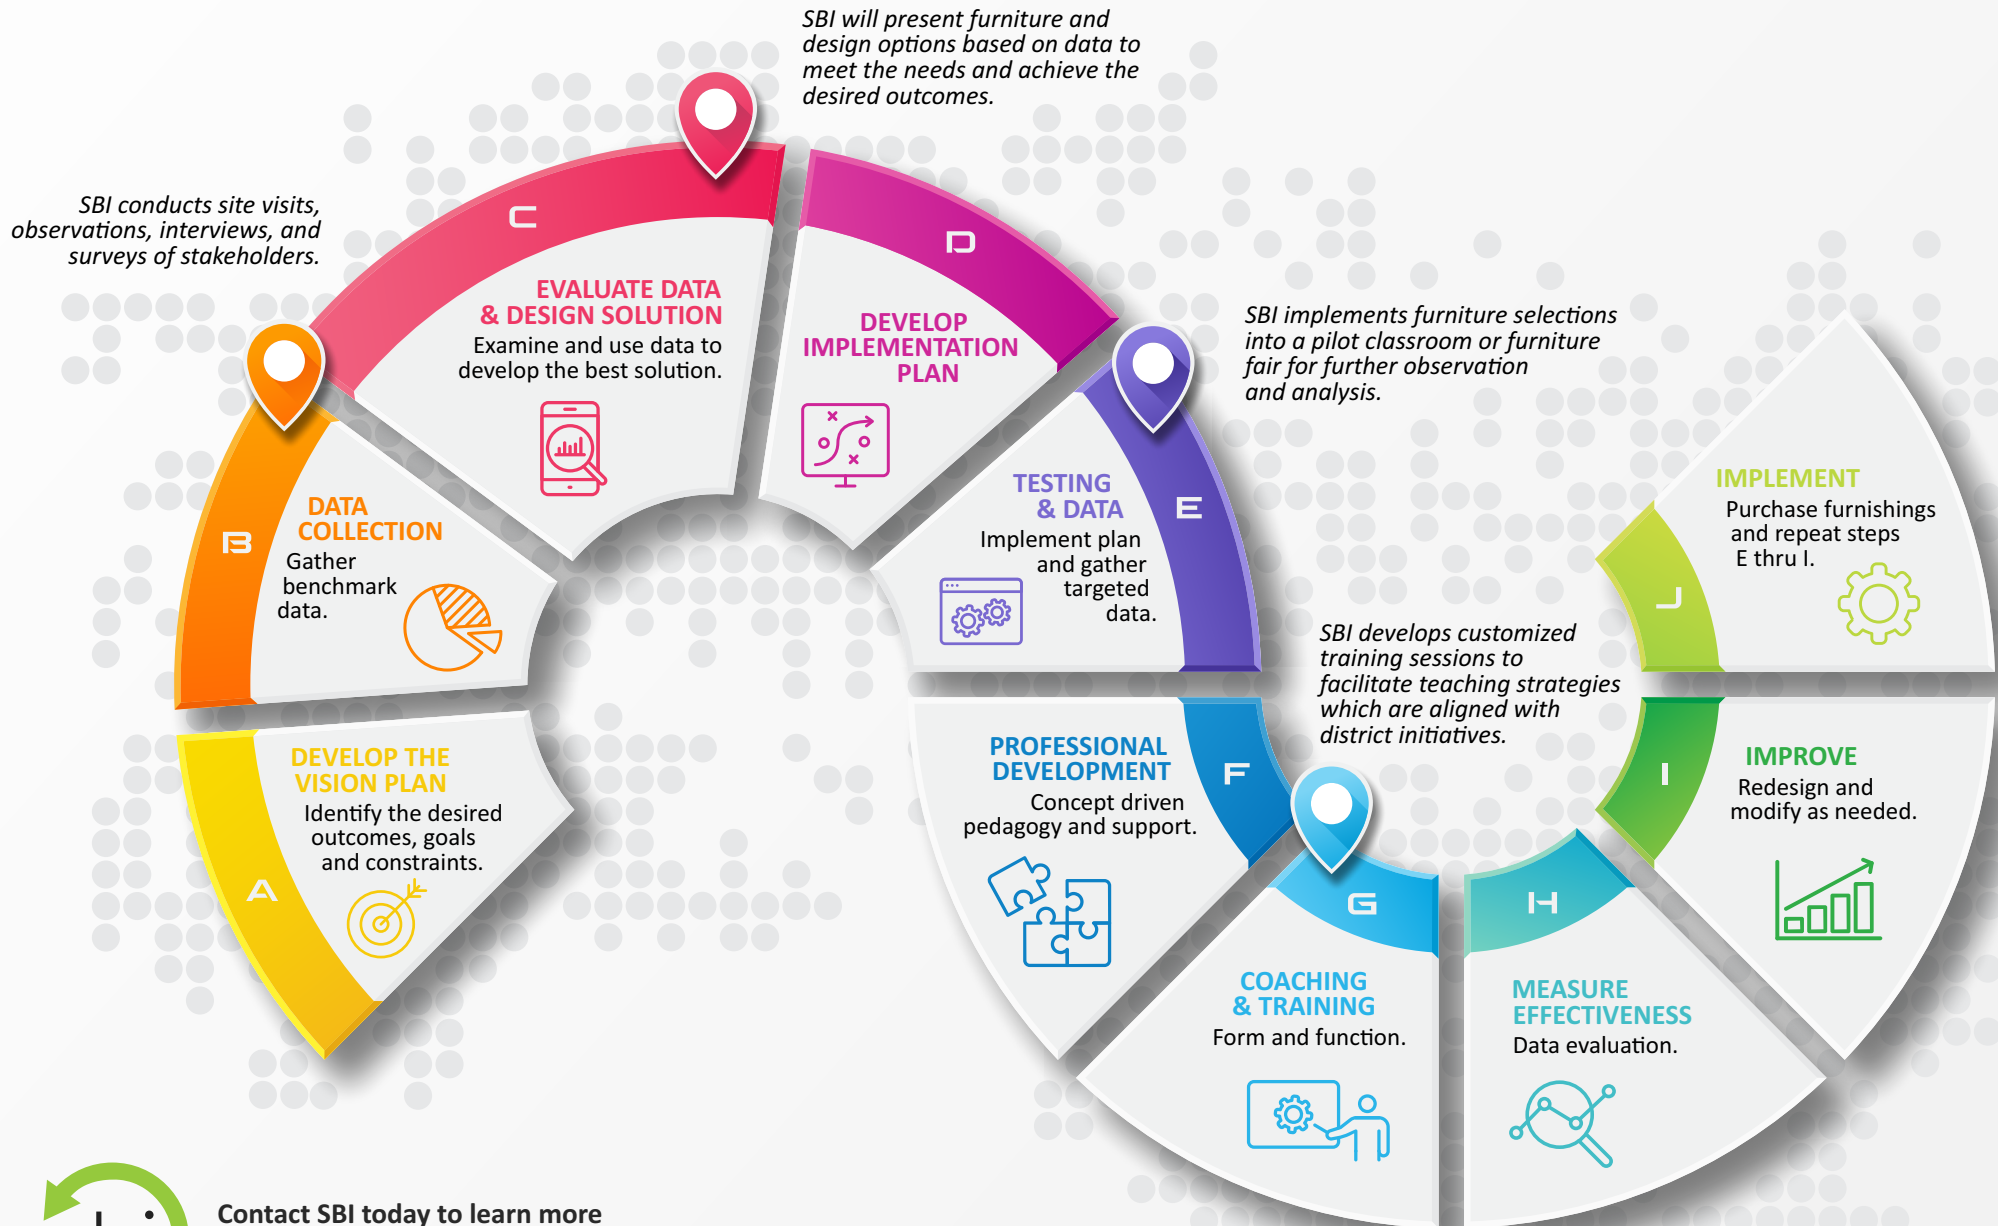 SBI will present furniture and
design options based on data to
meet the needs and achieve the
desired outcomes.
SBI conducts site visits,
observations, interviews, and
surveys of stakeholders.
C
EVALUATE DATA
& DESIGN SOLUTION
Examine and use data to
develop the best solution.
D
DEVELOP
IMPLEMENTATION
PLAN
SBI implements furniture selections
into a pilot classroom or furniture
fair for further observation
and analysis.
B
DATA
COLLECTION
Gather
benchmark
data.
E
TESTING
& DATA
Implement plan
and gather
targeted
data.
A
DEVELOP THE
VISION PLAN
Identify the desired
outcomes, goals
and constraints.
SBI develops customized
training sessions to
facilitate teaching strategies
which are aligned with
district initiatives.
F
PROFESSIONAL
DEVELOPMENT
Concept driven
pedagogy and support.
G
COACHING
& TRAINING
Form and function.
H
MEASURE
EFFECTIVENESS
Data evaluation.
I
IMPROVE
Redesign and
modify as needed.
J
IMPLEMENT
Purchase furnishings
and repeat steps
E thru I.
Contact SBI today to learn more